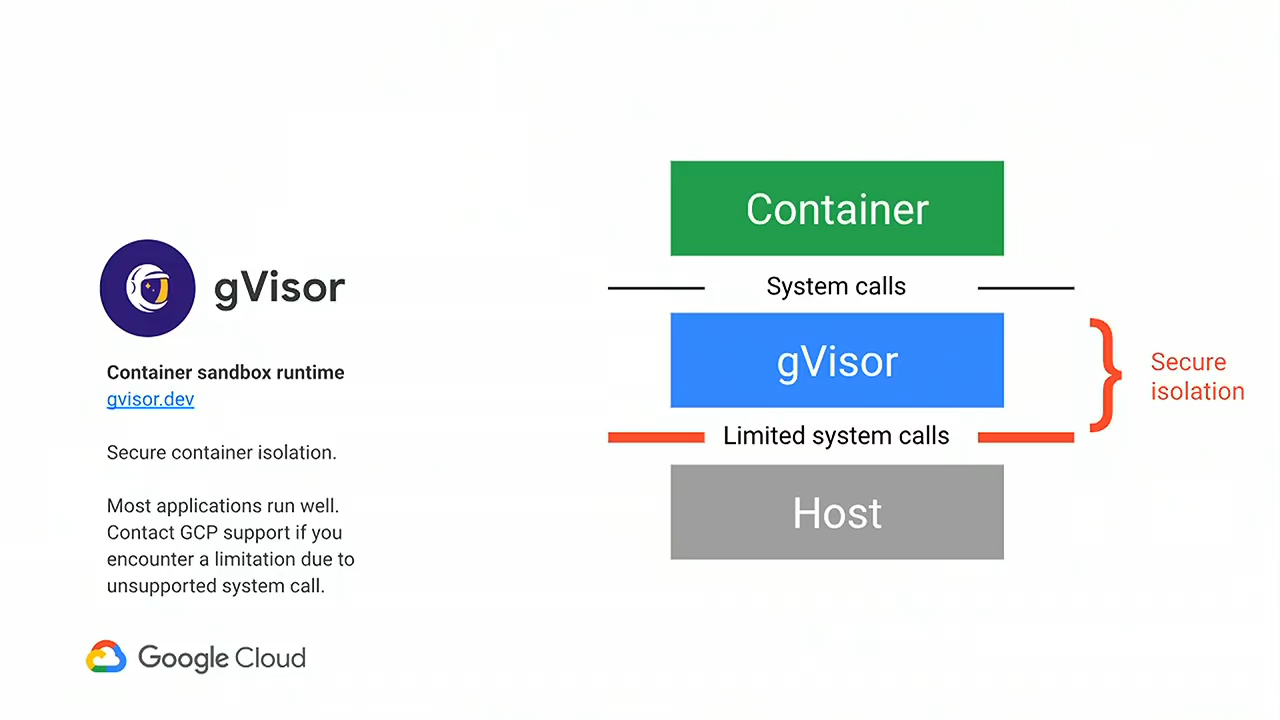 gVisor
Container sandbox runtime
gvisor.dev
Secure container isolation.
Most applications run well.
Contact GCP support if you
encounter a limitation due to
unsupported system call.
Google Cloud
Container
System calls
gVisor
Limited system calls
Host
Secure
isolation